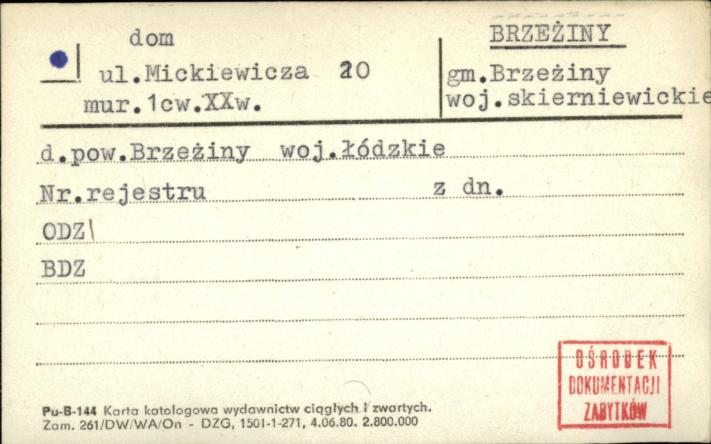 dom
ul.Mickiewicza 20
mur.1cw.XXw.
BRZEŻINY
gm.Brzeżiny
woj.skierniewickie
d.pow.Brzeżiny woj.łódzkie
Nr.rejestru z dn.
ODZ
BDZ
OŚRODEK
DOKUMENTACJI
ZABYTKÓW
Pu-B-144 Karta katologowa wydawnictw ciągłych i zwartych.
Zam. 261/DW/WA/On - DZG, 1501-1-271, 4.06.80. 2.800.000